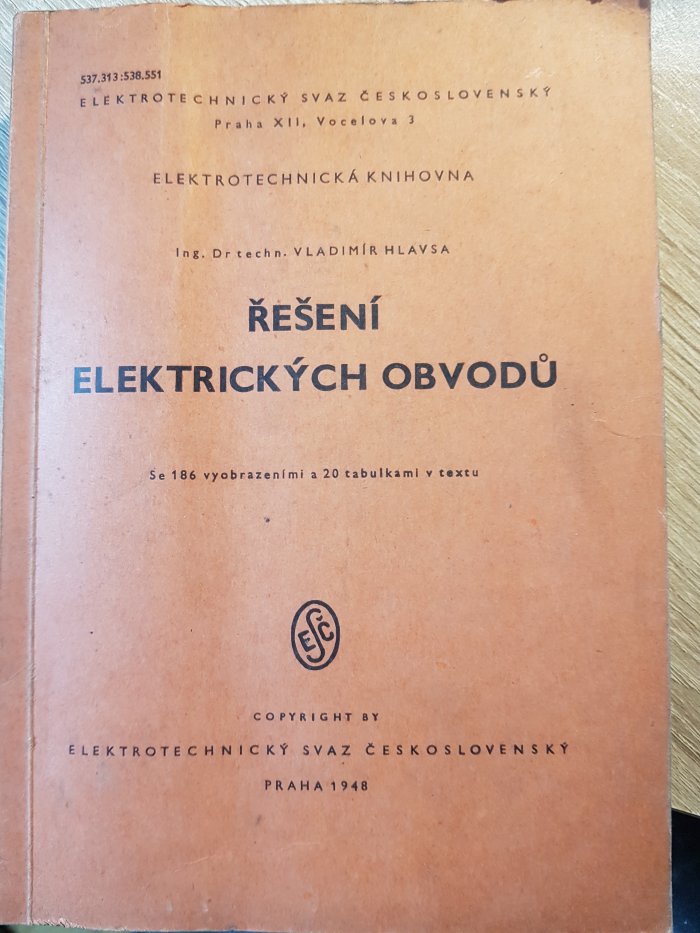 537.313:538.551
ELEKTROTECHNICKÝ SVAZ ČESKOSLOVENSKÝ
Praha XII, Vocelova 3
ELEKTROTECHNICKÁ KNIHOVNA
Ing. Dr techn. VLADIMÍR HLAVSA
ŘEŠENÍ
ELEKTRICKÝCH OBVODŮ
Se 186 vyobrazeními a 20 tabulkami v textu
EŠČ
COPYRIGHT BY
ELEKTROTECHNICKÝ SVAZ ČESKOSLOVENSKÝ
PRAHA 1948